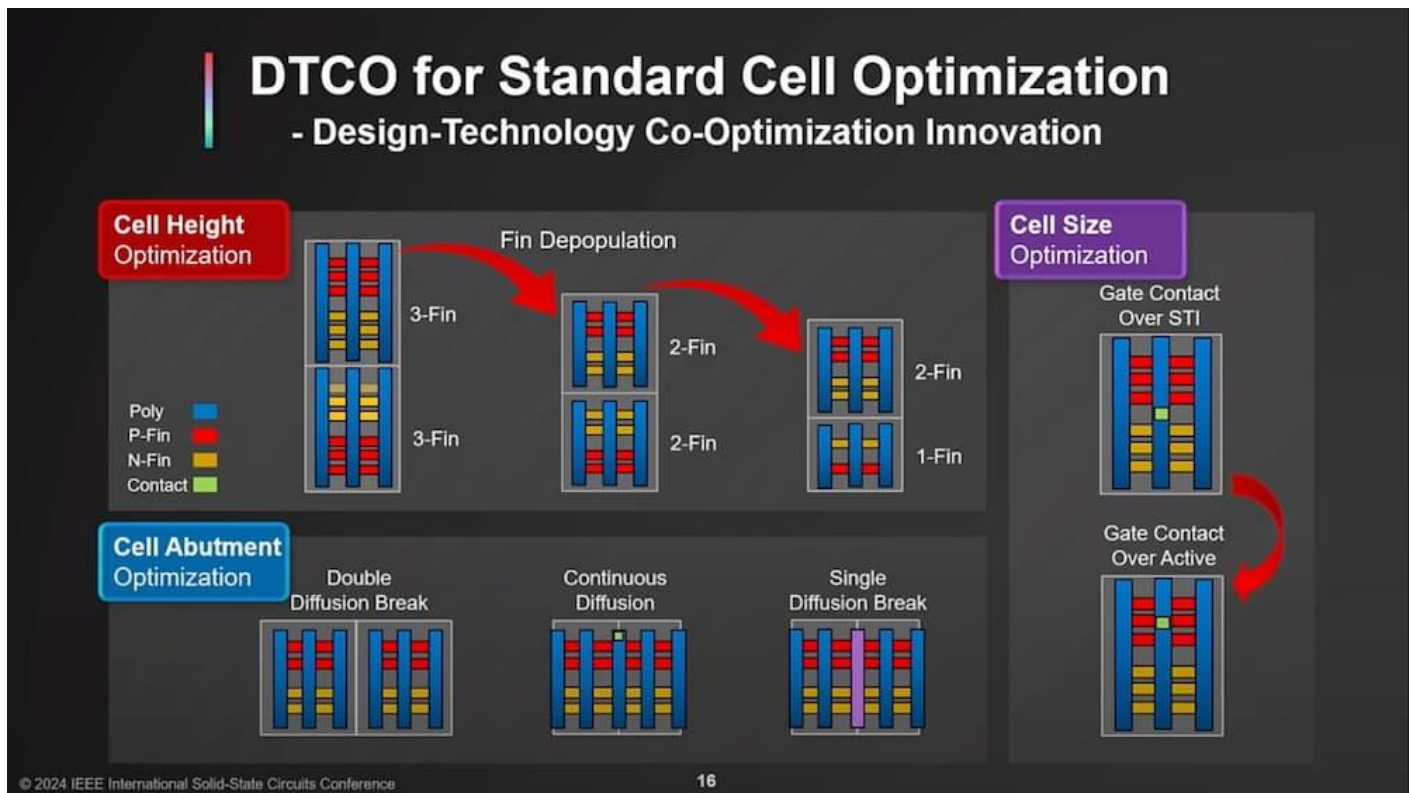 DTCO for Standard Cell Optimization
- Design-Technology Co-Optimization Innovation
Cell Height
Optimization
Fin Depopulation
3-Fin
3-Fin
2-Fin
2-Fin
2-Fin
1-Fin
Poly
P-Fin
N-Fin
Contact
Cell Size
Optimization
Gate Contact
Over STI
Gate Contact
Over Active
Cell Abutment
Optimization
Double
Diffusion Break
Continuous
Diffusion
Single
Diffusion Break
© 2024 IEEE International Solid-State Circuits Conference
16